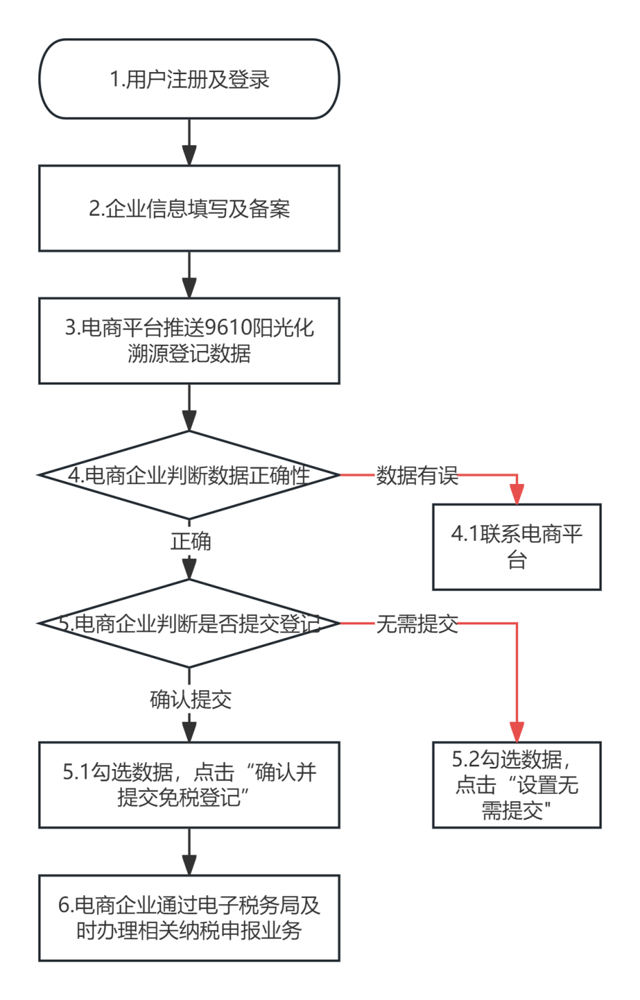 1.用户注册及登录
2.企业信息填写及备案
3.电商平台推送9610阳光化
溯源登记数据
4.电商企业判断数据正确性
数据有误
4.1联系电商平
台
正确
5.电商企业判断是否提交登记
无需提交
确认提交
5.1勾选数据，点击“确认并
提交免税登记”
5.2勾选数据，
点击“设置无
需提交"
6.电商企业通过电子税务局及
时办理相关纳税申报业务